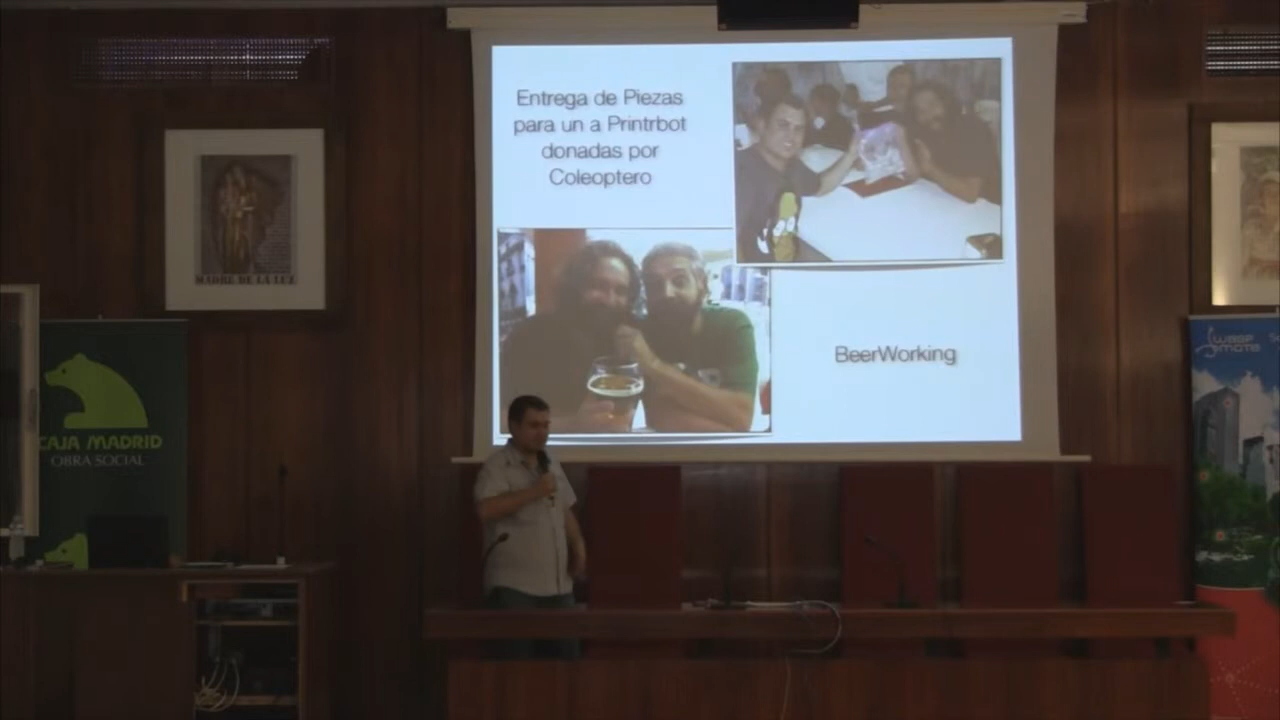 Entrega de Piezas
para un a Printrbot
donadas por
Coleoptero
BeerWorking
MADRE DE LA LUZ
CAJA MADRID
OBRA SOCIAL